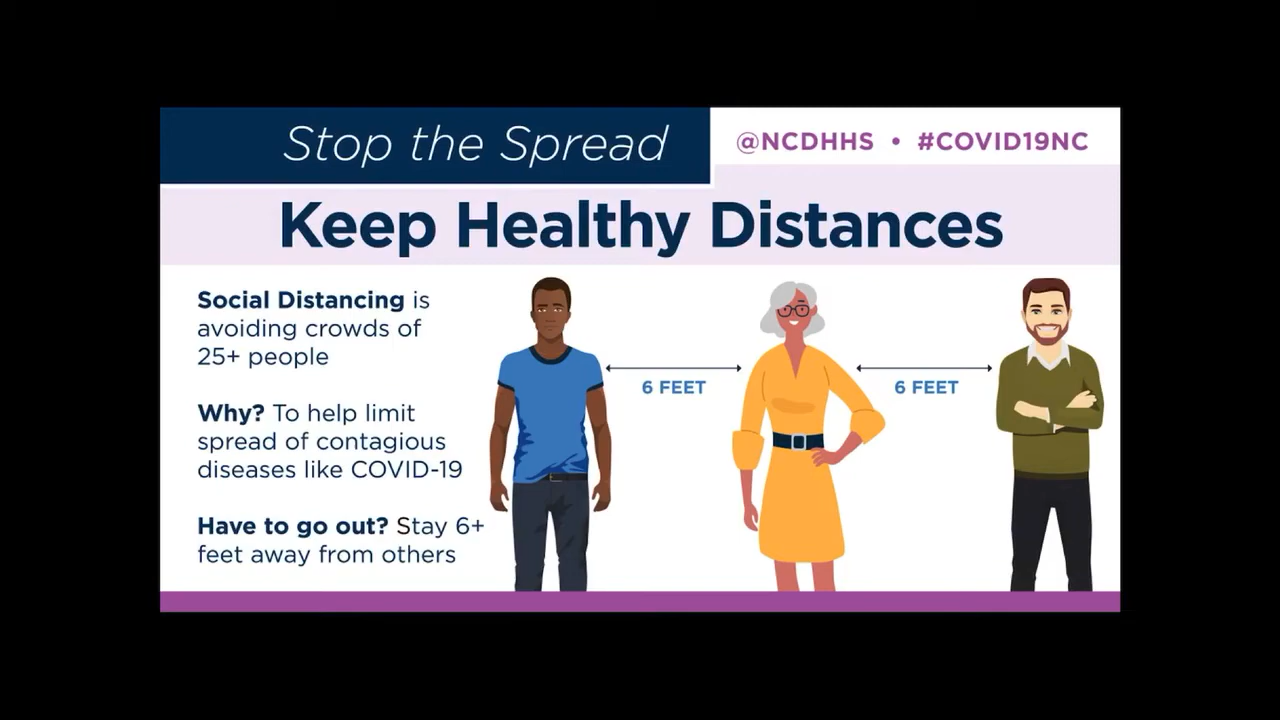 Stop the Spread
@NCDHHS • #COVID19NC
Keep Healthy Distances
Social Distancing is
avoiding crowds of
25+ people
Why? To help limit
spread of contagious
diseases like COVID-19
Have to go out? Stay 6+
feet away from others
6 FEET
6 FEET